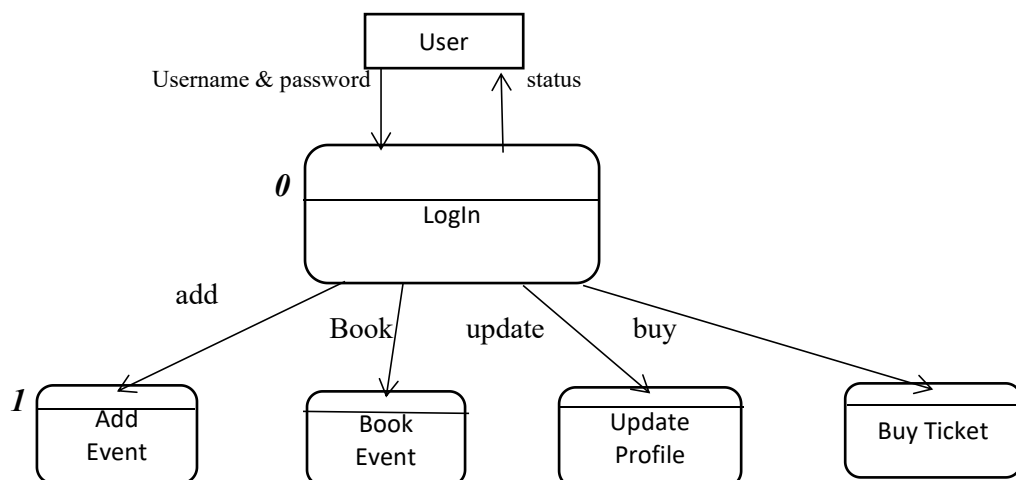 User
Username & password
status
0
LogIn
add
Book
update
buy
1
Add
Event
Book
Event
Update
Profile
Buy Ticket